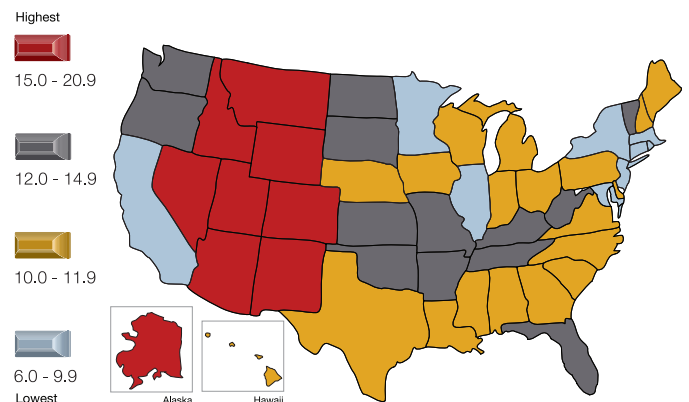 Highest
15.0 - 20.9
12.0 - 14.9
10.0 - 11.9
6.0 - 9.9
Lowest
Alaska
Hawaii